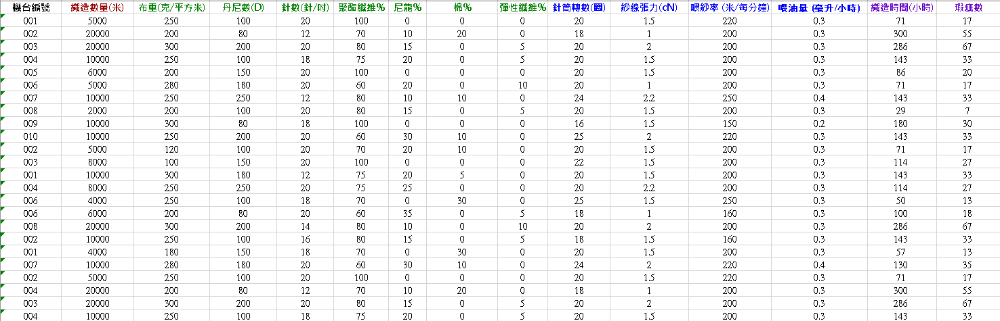 機台編號 織造數量(米) 布重(克/平方米) 丹尼數(D) 針數(針/吋) 聚酯纖維% 尼龍% 棉% 彈性纖維% 針筒轉數(圈) 紗線張力(cN) 喂紗率 (米/每分鐘) 喂油量 (毫升/小時) 織造時間(小時) 瑕疵數
001 5000 250 100 20 100 0 0 0 20 1.5 220 0.3 71 17
002 20000 200 80 12 70 10 20 0 18 1 200 0.3 300 55
003 20000 300 200 20 80 15 0 5 20 2 200 0.3 286 67
004 10000 250 100 18 75 20 0 5 20 1.5 200 0.3 143 33
005 6000 200 150 20 100 0 0 0 20 1.5 200 0.3 86 20
006 5000 280 180 20 60 20 0 10 20 1 200 0.3 71 17
007 10000 250 250 12 80 10 10 0 24 2.2 250 0.4 143 33
008 2000 200 100 20 80 15 0 5 20 1.5 200 0.3 29 7
009 10000 300 80 18 100 0 0 0 16 1.5 150 0.2 180 30
010 10000 250 200 20 60 30 10 0 25 2 220 0.3 143 33
002 5000 120 100 20 70 20 10 0 20 1.5 200 0.3 71 17
003 8000 100 150 20 100 0 0 0 22 1.5 200 0.3 114 27
001 10000 300 180 12 75 20 5 0 20 1.5 200 0.3 143 33
004 8000 250 250 20 75 25 0 0 20 2.2 200 0.3 114 27
006 4000 250 100 18 70 0 30 0 25 1.5 250 0.3 50 13
006 6000 200 80 20 60 35 0 5 18 1 160 0.3 100 18
008 20000 300 200 14 80 10 0 10 20 2 200 0.3 286 67
002 10000 250 100 16 80 15 0 5 18 1.5 160 0.3 143 33
001 4000 180 150 18 70 0 30 0 20 1.5 200 0.3 57 13
007 10000 280 180 20 60 30 10 0 24 2 220 0.4 130 35
002 5000 250 100 20 100 0 0 0 20 1.5 220 0.3 71 17
004 20000 200 80 12 70 10 20 0 18 1 200 0.3 300 55
003 20000 300 200 20 80 15 0 5 20 2 200 0.3 286 67
004 10000 250 100 18 75 20 0 5 20 1.5 200 0.3 143 33